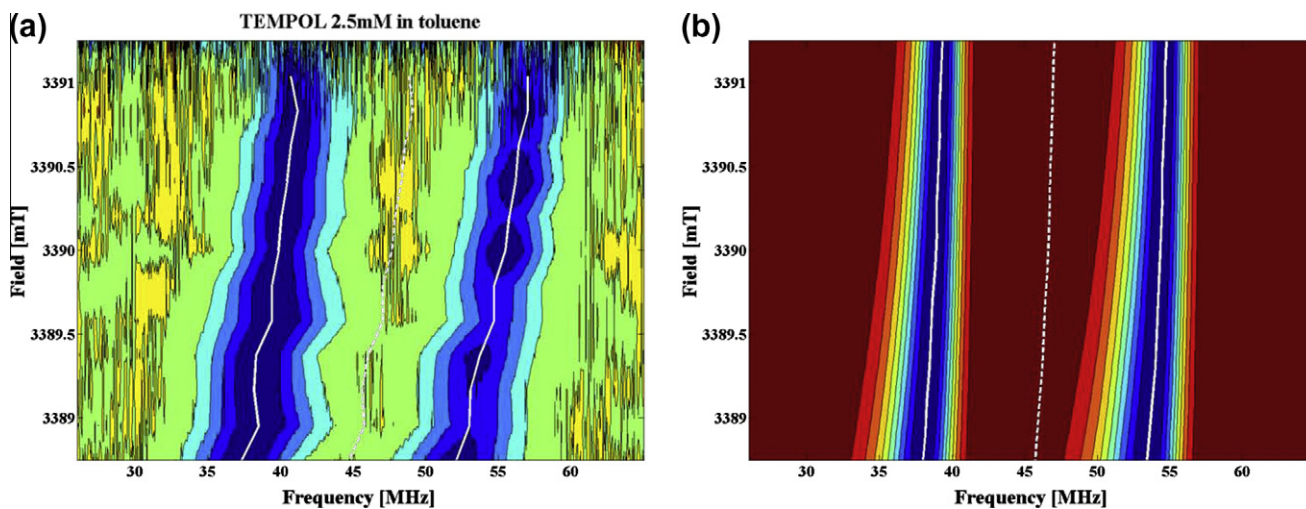 (a)
TEMPOL 2.5mM in toluene
3391
3390.5
3390
3389.5
3389
Field [mT]
30 35 40 45 50 55 60
Frequency [MHz]
(b)
3391
3390.5
3390
3389.5
3389
Field [mT]
30 35 40 45 50 55 60
Frequency [MHz]